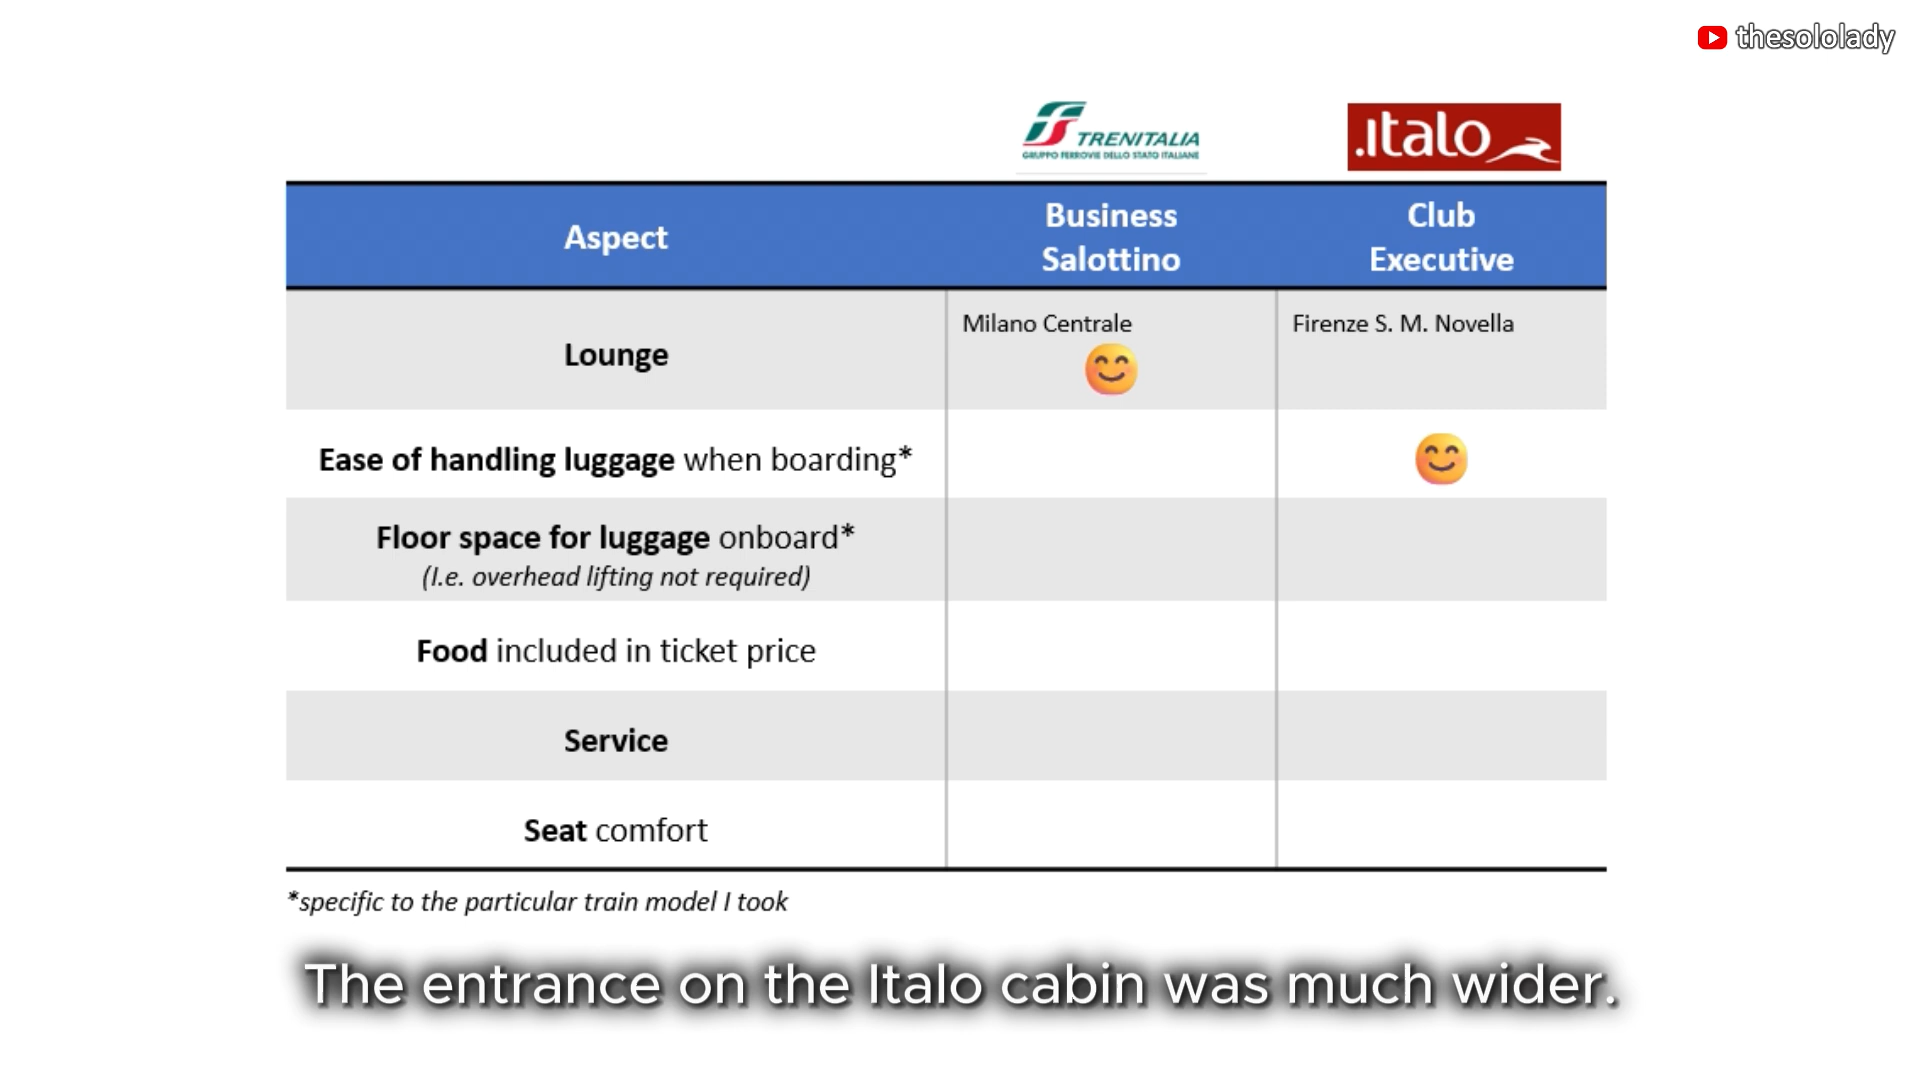 thesololady
TRENITALIA
GRUPPO FERROVIE DELLO STATO ITALIANE
.italo
Aspect
Business
Salottino
Club
Executive
Lounge
Milano Centrale
Firenze S. M. Novella
Ease of handling luggage when boarding*
Floor space for luggage onboard*
(I.e. overhead lifting not required)
Food included in ticket price
Service
Seat comfort
*specific to the particular train model I took
The entrance on the Italo cabin was much wider.